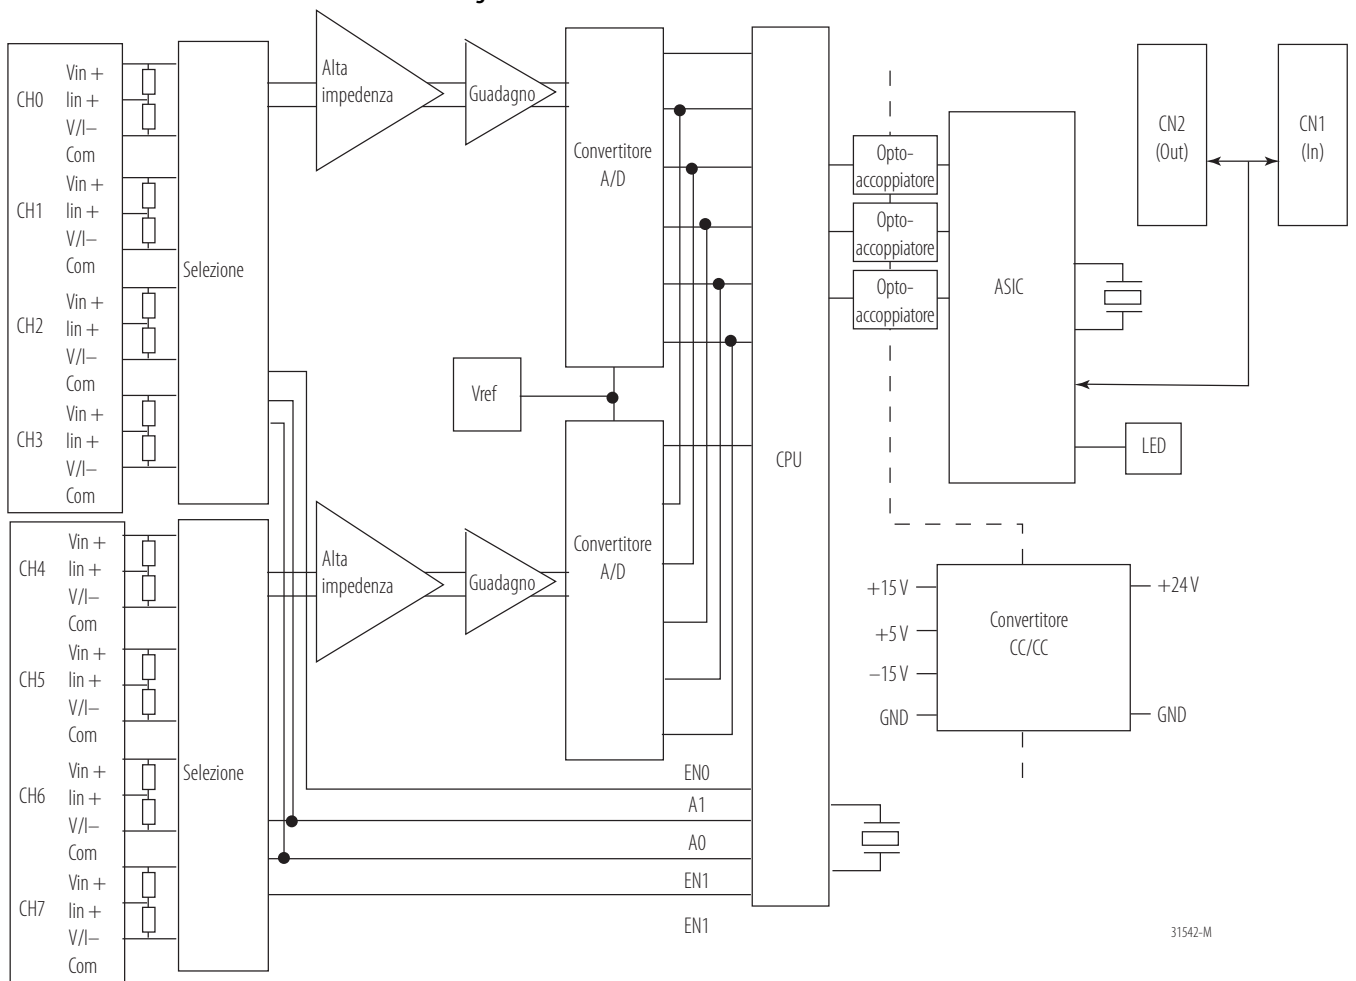 CH0
Vin +
Iin +
V/I–
Com
CH1
Vin +
Iin +
V/I–
Com
CH2
Vin +
Iin +
V/I–
Com
CH3
Vin +
Iin +
V/I–
Com
CH4
Vin +
Iin +
V/I–
Com
CH5
Vin +
Iin +
V/I–
Com
CH6
Vin +
Iin +
V/I–
Com
CH7
Vin +
Iin +
V/I–
Com
Selezione
Selezione
Alta
impedenza
Guadagno
Convertitore
A/D
Vref
Alta
impedenza
Guadagno
Convertitore
A/D
EN0
A1
A0
EN1
EN1
CPU
Opto-
accoppiatore
Opto-
accoppiatore
Opto-
accoppiatore
ASIC
CN2
(Out)
CN1
(In)
LED
+15 V
+5 V
–15 V
GND
Convertitore
CC/CC
+24 V
GND
31542-M